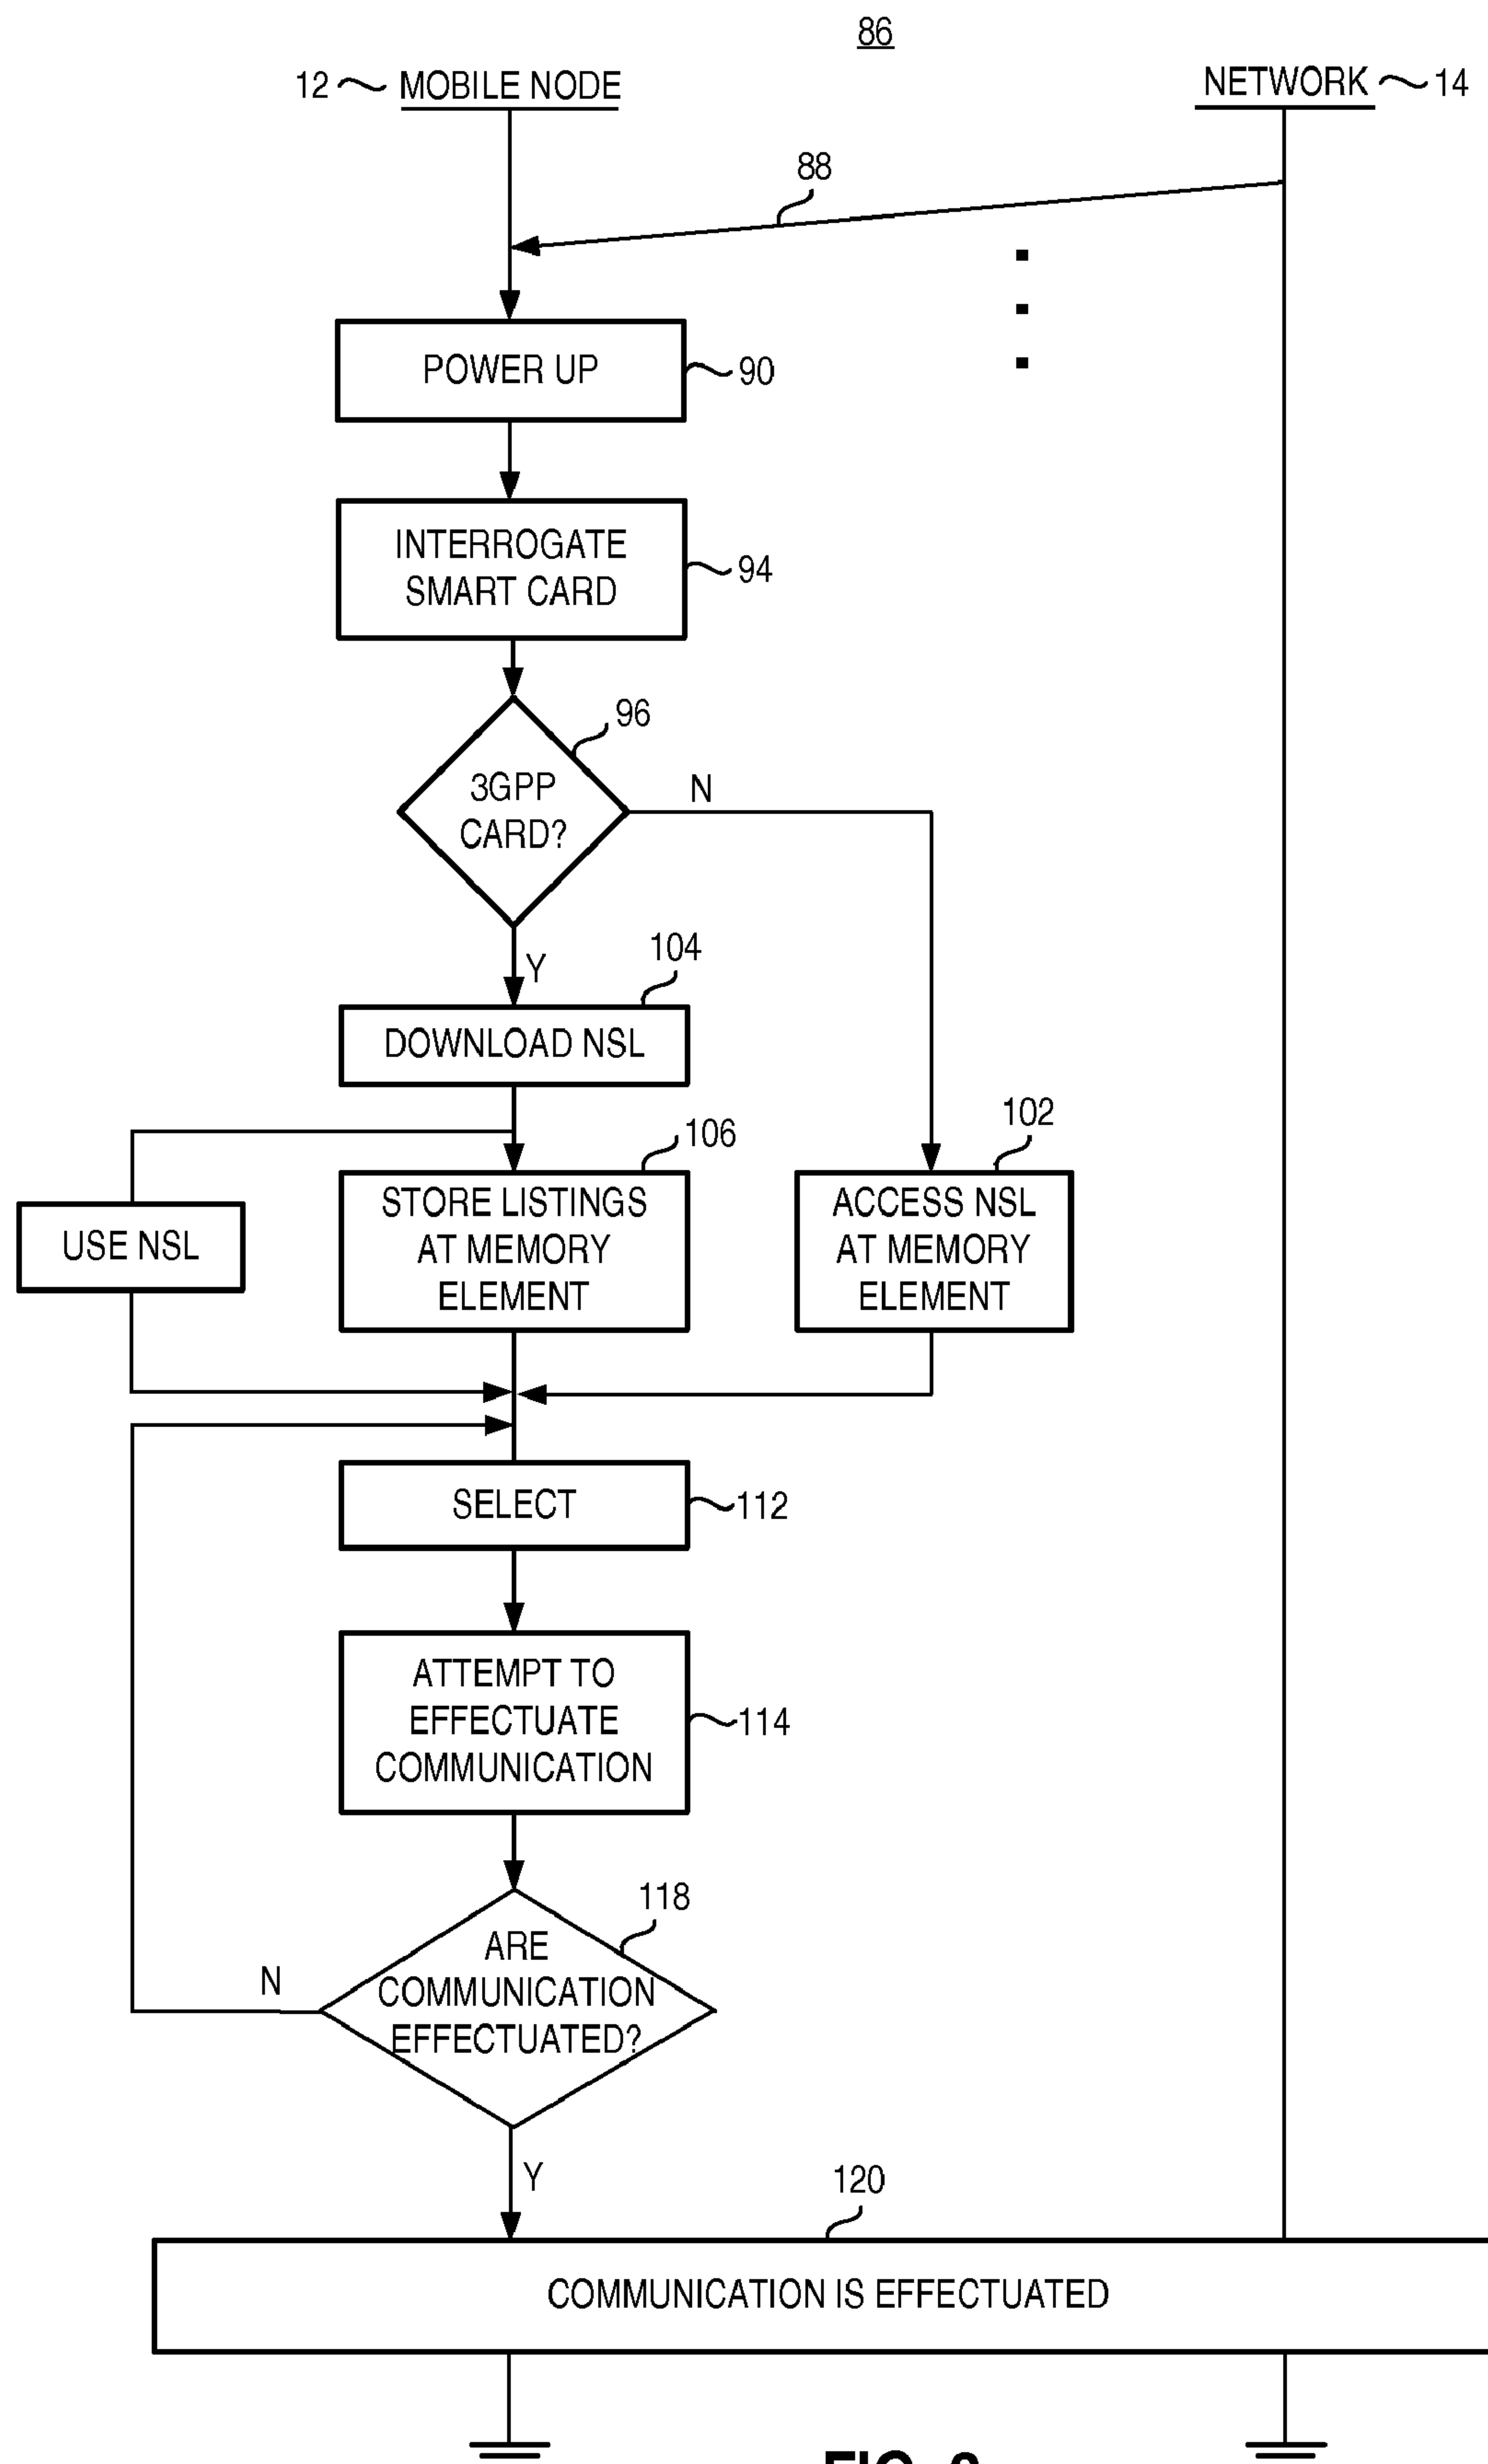 86
12 MOBILE NODE
NETWORK 14
88
POWER UP
90
INTERROGATE
SMART CARD
94
96
3GPP
CARD?
N
Y
104
DOWNLOAD NSL
102
106
STORE LISTINGS
AT MEMORY
ELEMENT
ACCESS NSL
AT MEMORY
ELEMENT
USE NSL
SELECT
112
ATTEMPT TO
EFFECTUATE
COMMUNICATION
114
118
ARE
COMMUNICATION
EFFECTUATED?
N
Y
120
COMMUNICATION IS EFFECTUATED